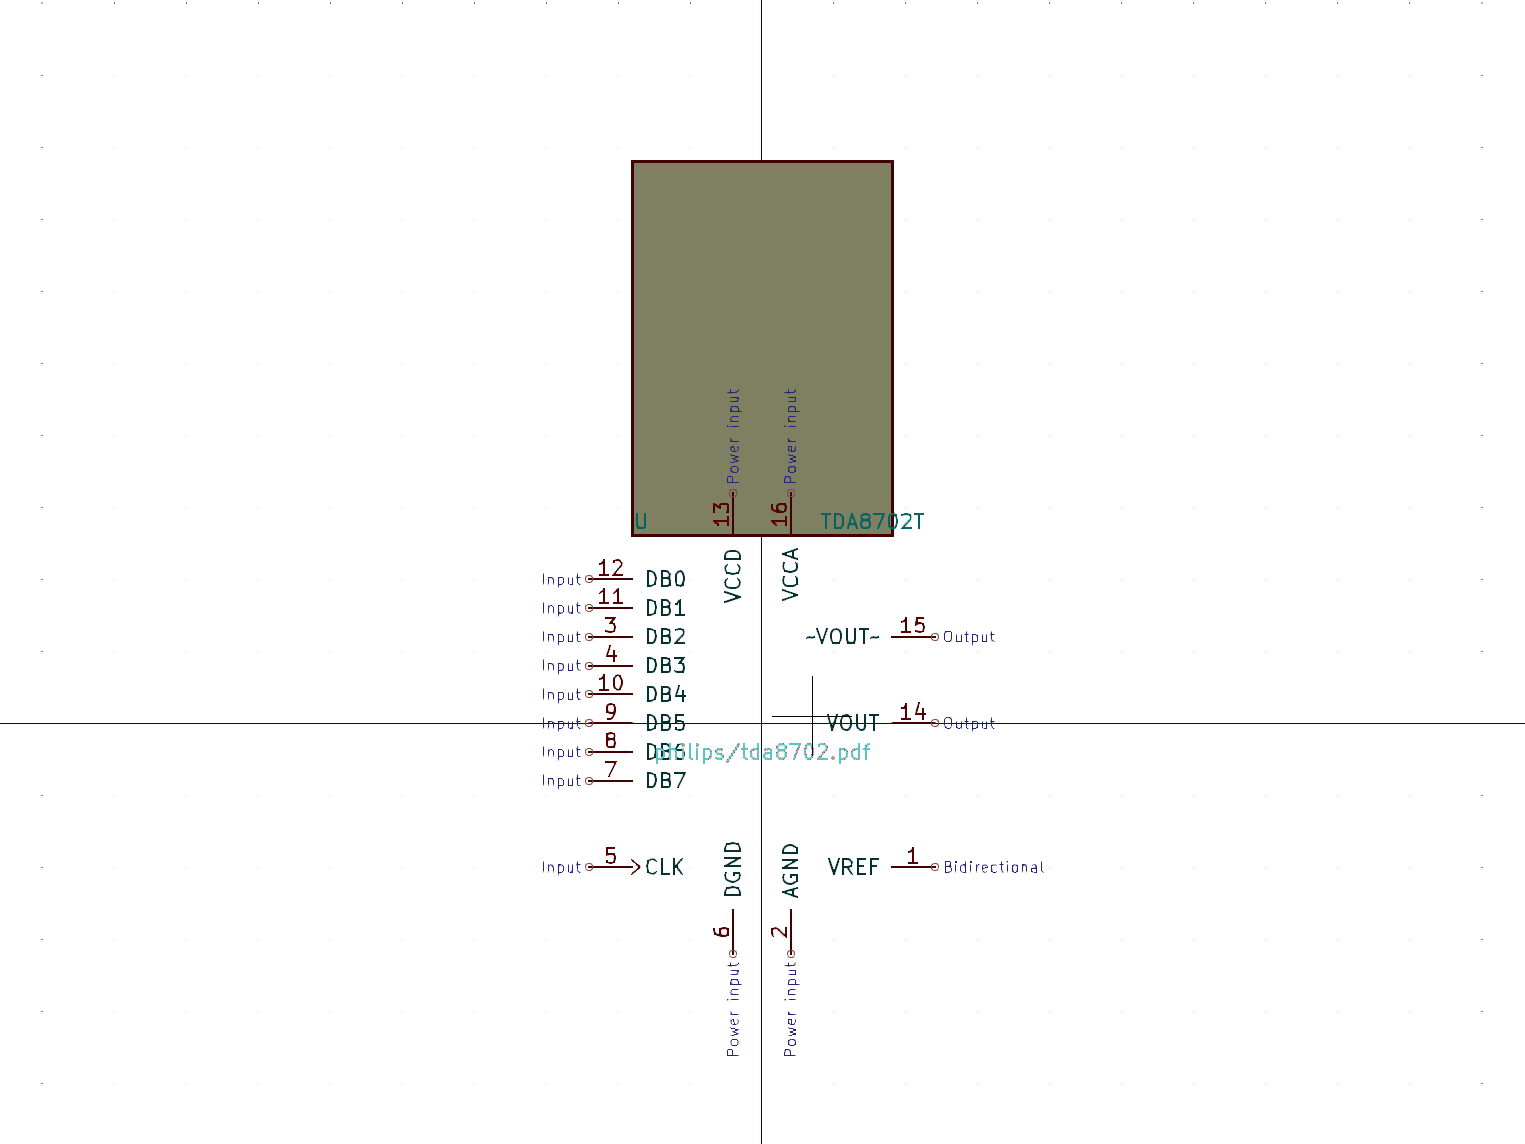 Power input
Power input
13
16
U
TDA8702T
VCCD
VCCA
Input 12 DB0
Input 11 DB1
Input 3 DB2
~VOUT~ 15 Output
Input 4 DB3
Input 10 DB4
Input 9 DB5
VOUT 14 Output
Input 8 DB6
philips/tda8702.pdf
Input 7 DB7
Input 5 CLK
DGND
AGND
VREF 1 Bidirectional
6
2
Power input
Power input